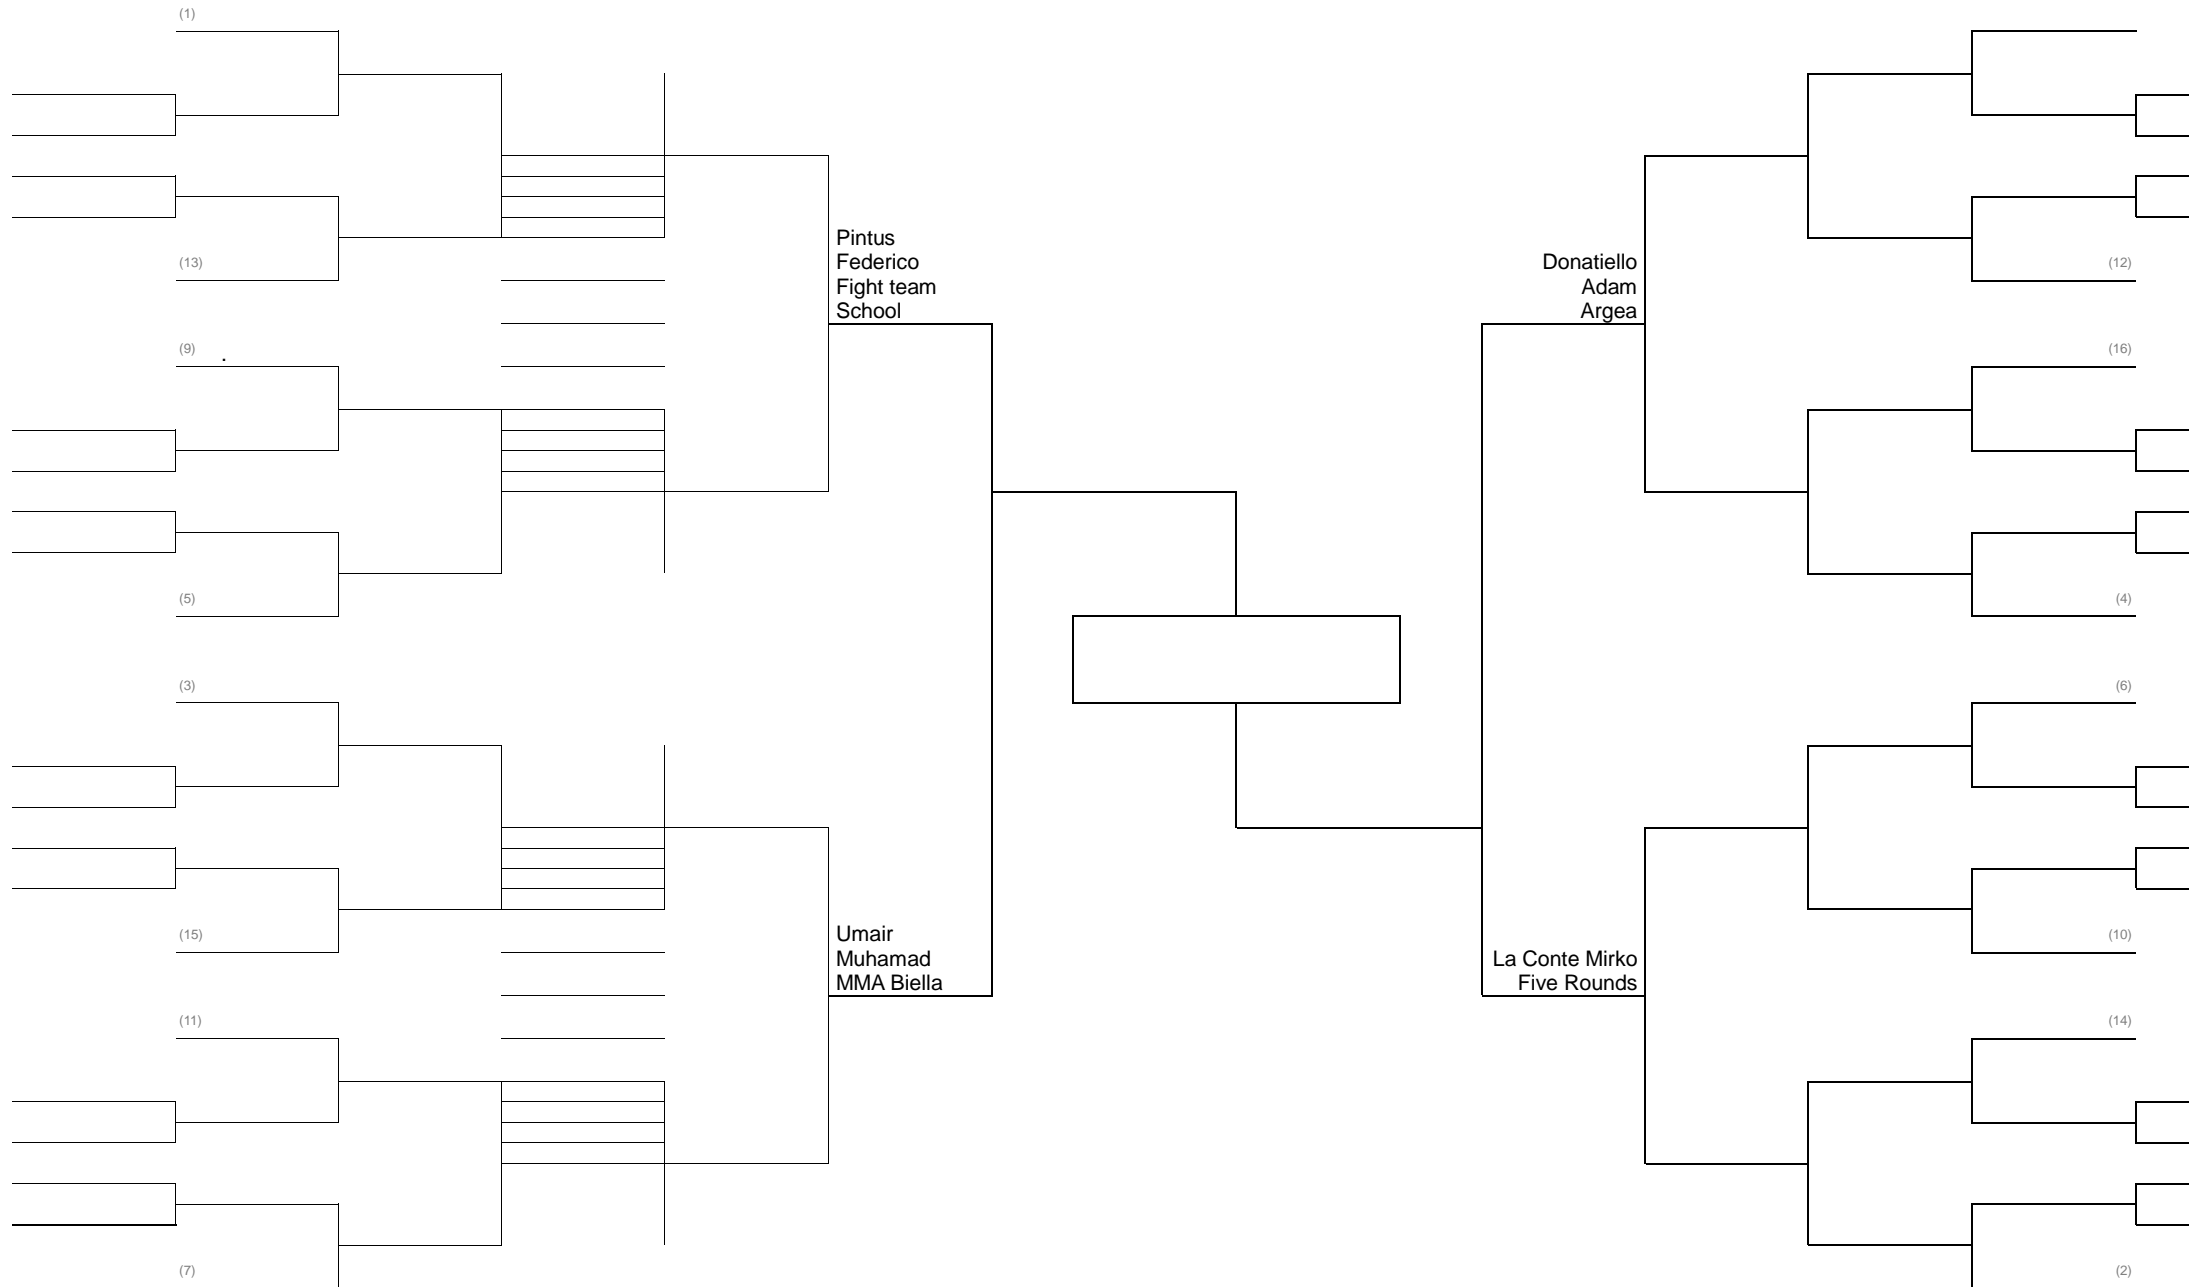 (1)
Pintus
Federico
Fight team
School
(13)
Donatiello
Adam
Argea
(12)
(9) .
(16)
(5)
(4)
(3)
(6)
(15)
Umair
Muhamad
MMA Biella
La Conte Mirko
Five Rounds
(10)
(11)
(14)
(7)
(2)